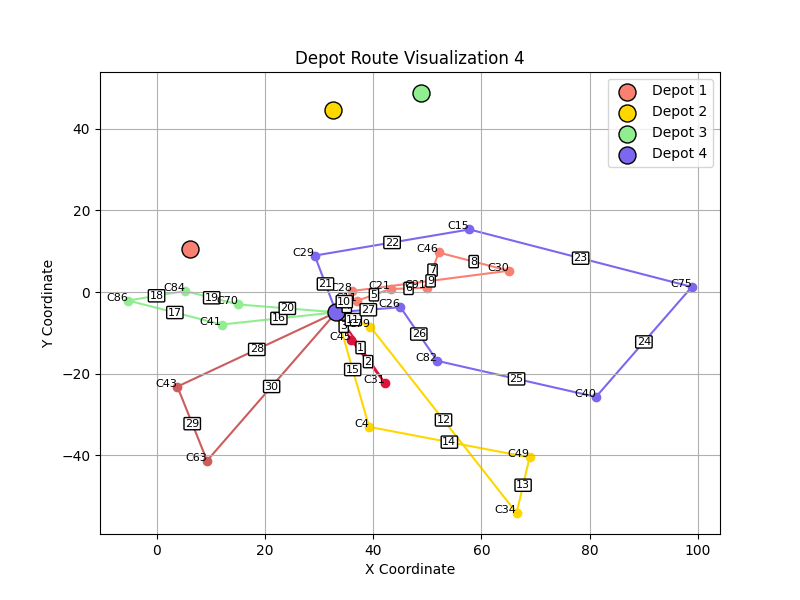 Depot Route Visualization 4
Depot 1
Depot 2
Depot 3
Depot 4
Y Coordinate
40
20
0
−20
−40
0
20
40
60
80
100
X Coordinate
C15
22
C46
C29
23
7
8
C30
9
21
C28
C21
6
C91
5
C75
C84
18
C86
19
C70
10
20
27
C26
17
16
C41
11
3
C45
26
24
1
28
2
C82
15
C31
25
C43
30
C40
29
C4
12
14
C49
C63
13
C34